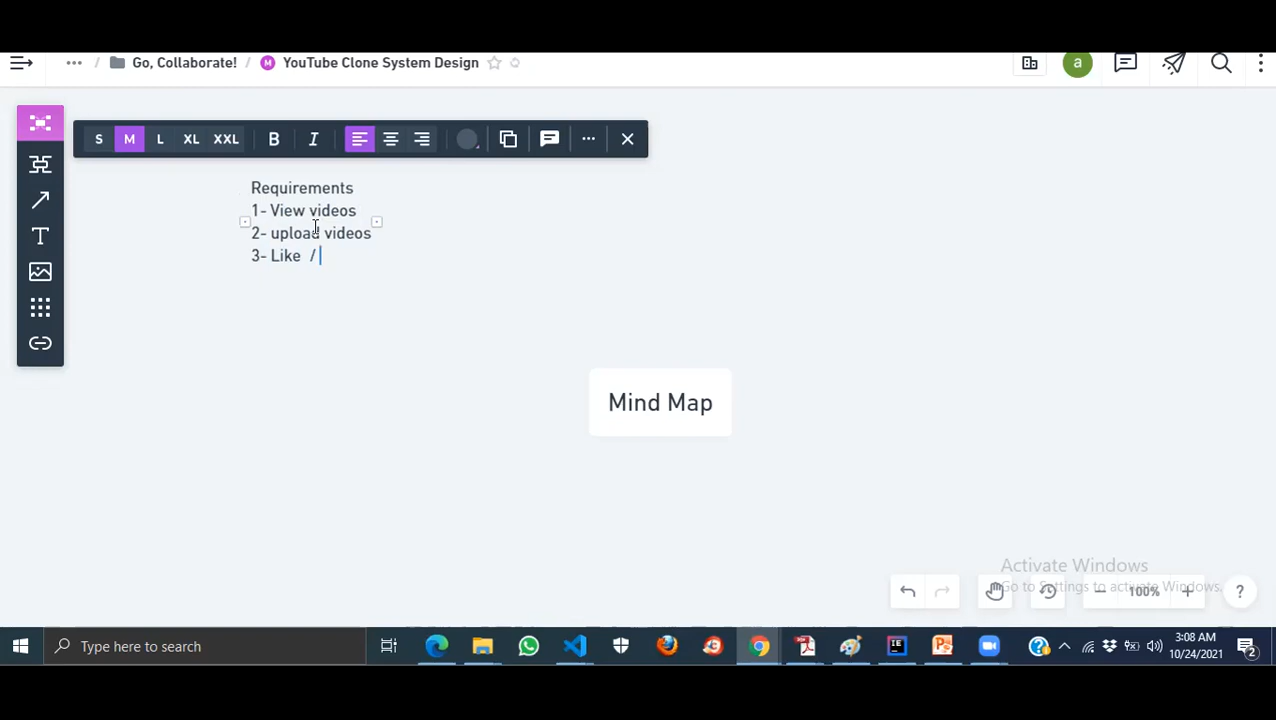 ··· / Go, Collaborate! / M YouTube Clone System Design
a
S M L XL XXL B I ···
T
Requirements
1- View videos
2- upload videos
3- Like  /
Mind Map
Activate Windows
Go to Settings to activate Windows.
100%
?
Type here to search
3:08 AM
10/24/2021
2